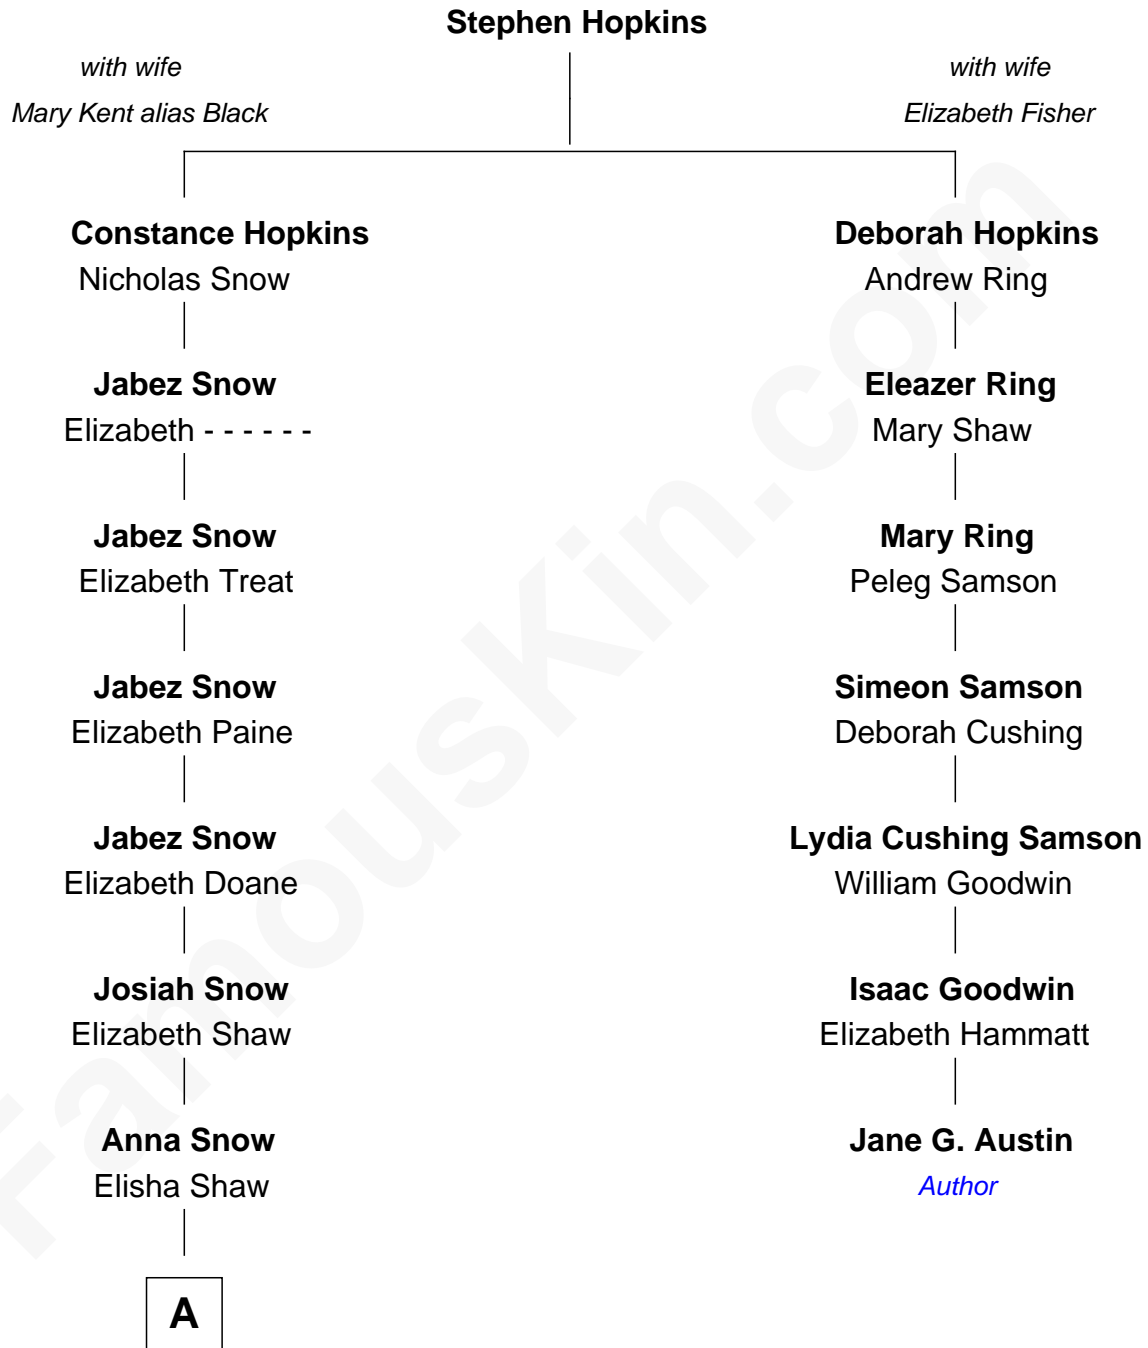 Stephen Hopkins
with wife
Mary Kent alias Black
with wife
Elizabeth Fisher
Constance Hopkins
Nicholas Snow
Deborah Hopkins
Andrew Ring
Jabez Snow
Elizabeth - - - - - -
Eleazer Ring
Mary Shaw
Jabez Snow
Elizabeth Treat
Mary Ring
Peleg Samson
Jabez Snow
Elizabeth Paine
Simeon Samson
Deborah Cushing
Jabez Snow
Elizabeth Doane
Lydia Cushing Samson
William Goodwin
Josiah Snow
Elizabeth Shaw
Isaac Goodwin
Elizabeth Hammatt
Anna Snow
Elisha Shaw
Jane G. Austin
Author
A
FamousKin.com